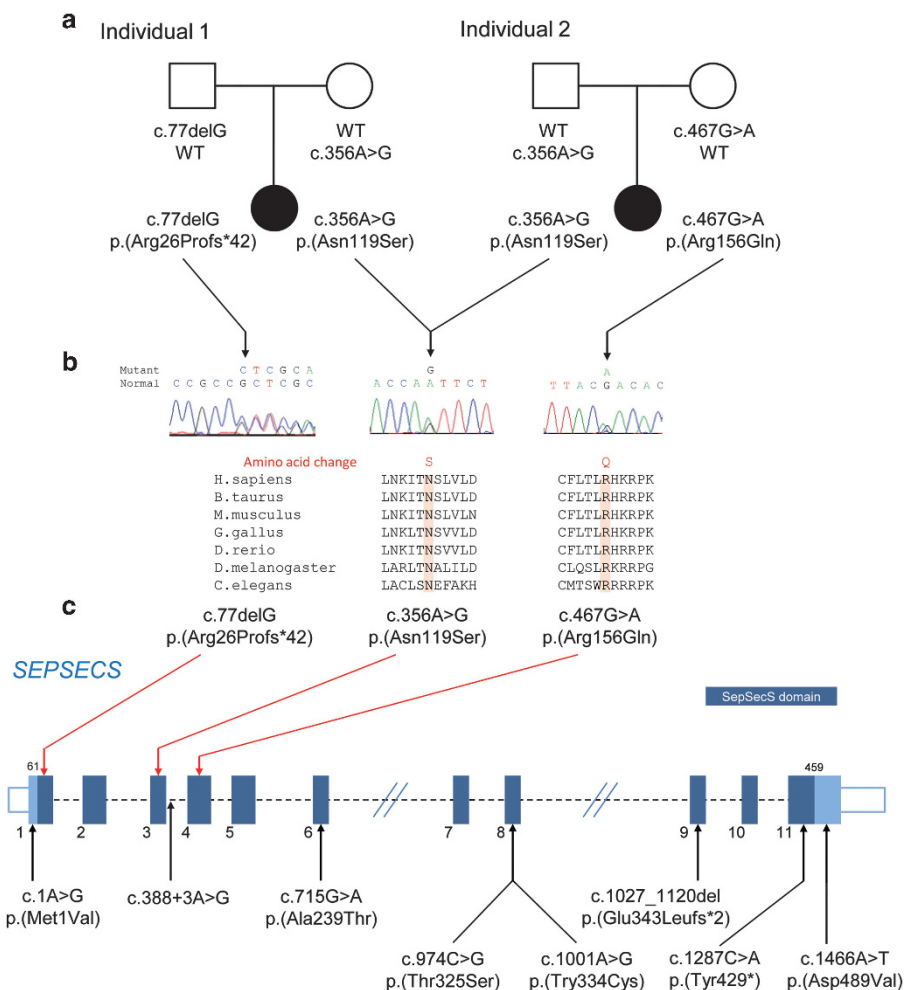 a
Individual 1
Individual 2
c.77delG
WT
WT
c.356A>G
WT
c.356A>G
c.467G>A
WT
c.77delG
p.(Arg26Profs*42)
c.356A>G
p.(Asn119Ser)
c.356A>G
p.(Asn119Ser)
c.467G>A
p.(Arg156Gln)
b
Mutant C T C G C A G A
Normal C C G C C G C T C G C A C C A A T T C T T T A C G A C A C
Amino acid change S Q
H.sapiens LNKITNSLVLD CFLTLRHKRPK
B.taurus LNKITNSLVLD CFLTLRHKRPK
M.musculus LNKITNSLVLN CFLTLRHKRPK
G.gallus LNKLTNSVVLD CFLTLRHKRPK
D.rerio LNKITNSVVLD CFLTLRHRRPK
D.melanogaster LARLTNALILD CLQSLRKRRPG
C.elegans LACLSNEFAKH CMTSWRRRRPK
c
c.77delG
p.(Arg26Profs*42)
c.356A>G
p.(Asn119Ser)
c.467G>A
p.(Arg156Gln)
SEPSECS
SepSecS domain
61
459
1 2 3 4 5 6 7 8 9 10 11
c.1A>G
p.(Met1Val)
c.388+3A>G
c.715G>A
p.(Ala239Thr)
c.1027_1120del
p.(Glu343Leufs*2)
c.974C>G
p.(Thr325Ser)
c.1001A>G
p.(Try334Cys)
c.1287C>A
p.(Tyr429*)
c.1466A>T
p.(Asp489Val)